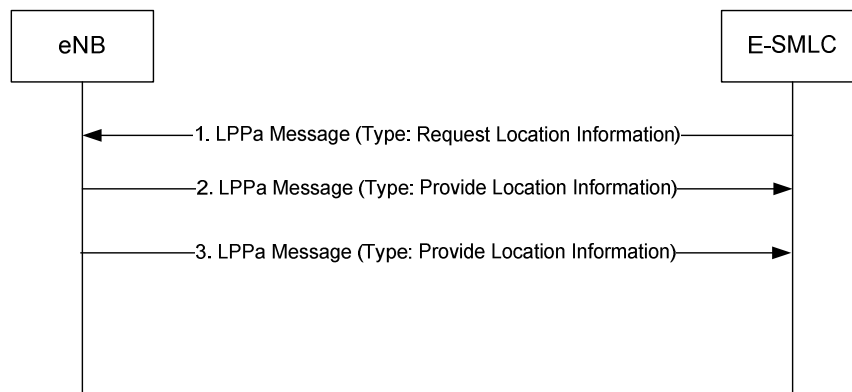 eNB
E-SMLC
1. LPPa Message (Type: Request Location Information)
2. LPPa Message (Type: Provide Location Information)
3. LPPa Message (Type: Provide Location Information)